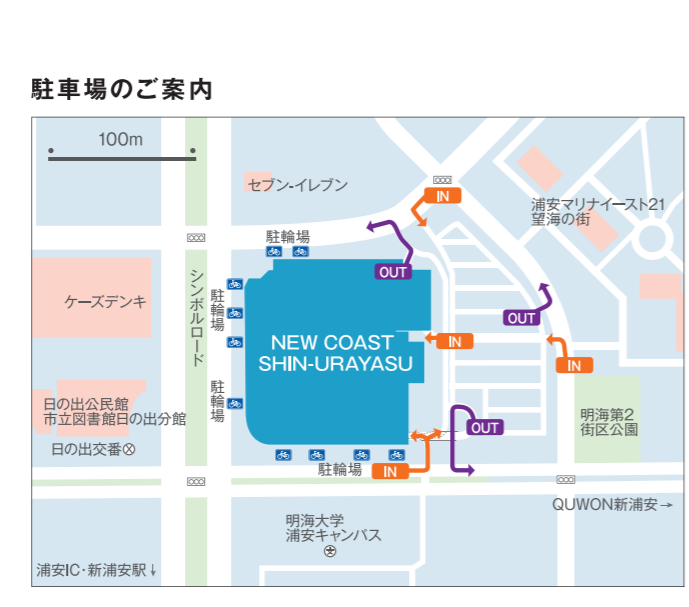 駐車場のご案内
100m
セブン-イレブン
IN
浦安マリナイースト21
望海の街
駐輪場
OUT
ケーズデンキ
シンボルロード
駐輪場
OUT
NEW COAST
SHIN-URAYASU
IN
IN
日の出公民館
市立図書館日の出分館
駐輪場
明海第2
街区公園
OUT
日の出交番
駐輪場
IN
QUWON新浦安→
明海大学
浦安キャンパス
浦安IC・新浦安駅↓